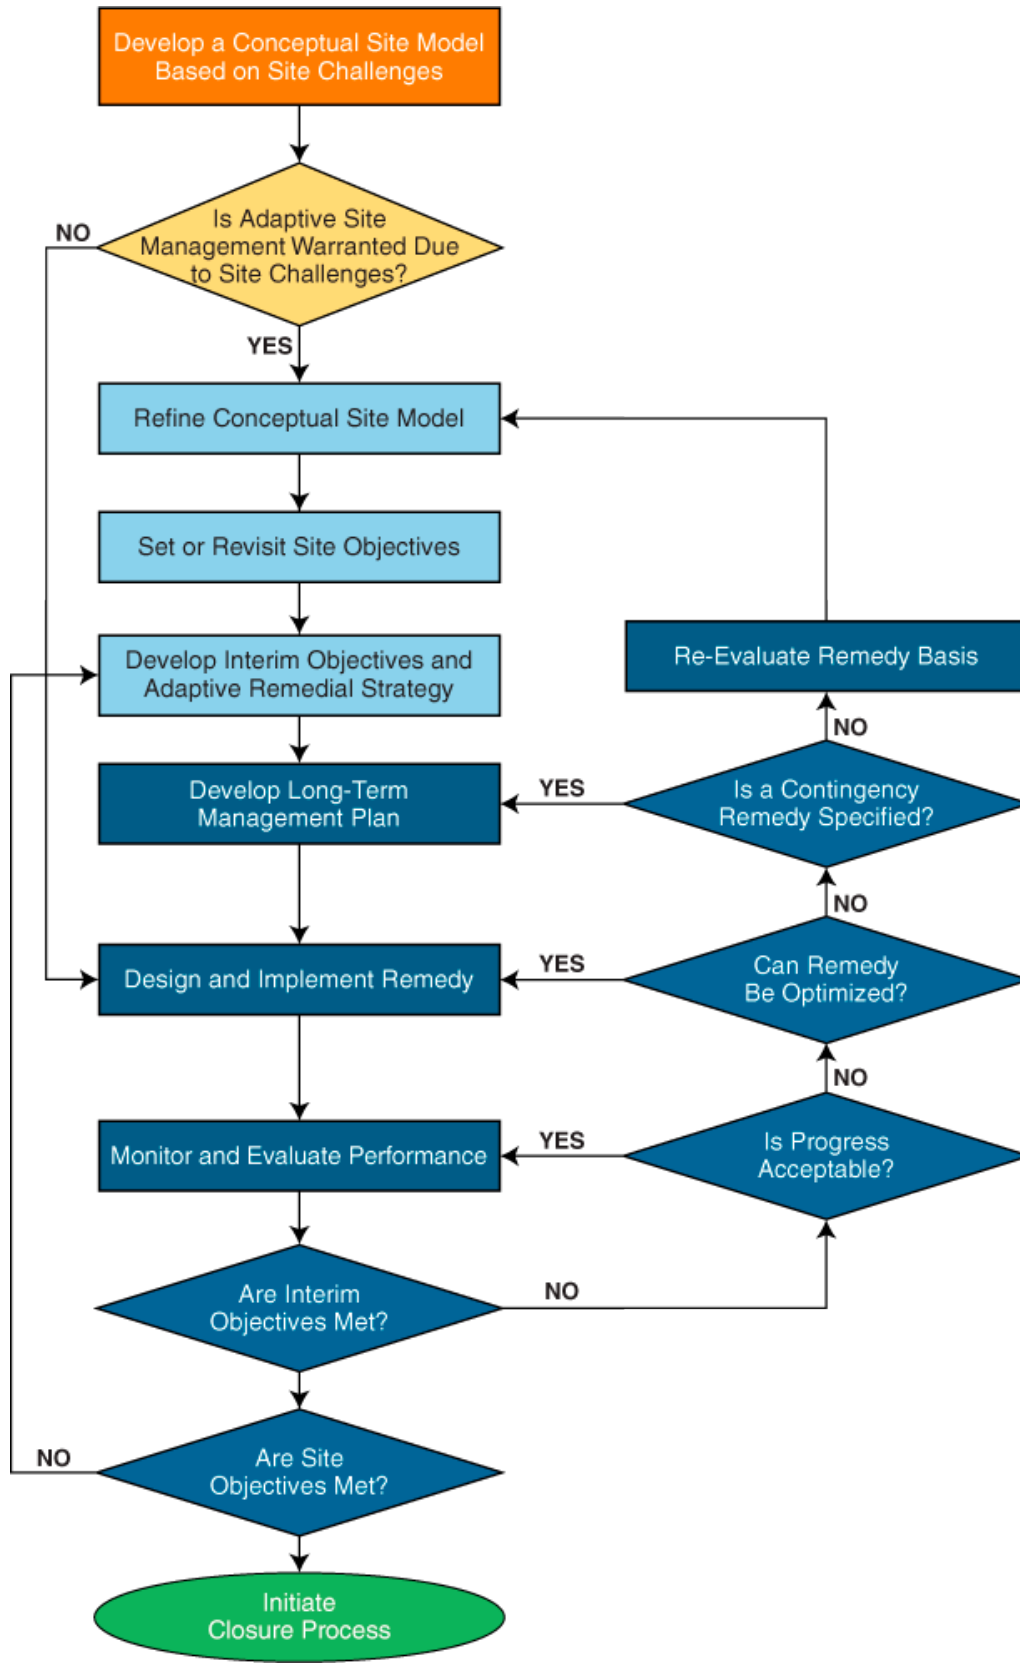 Develop a Conceptual Site Model
Based on Site Challenges
Is Adaptive Site
Management Warranted Due
to Site Challenges?
NO
YES
Refine Conceptual Site Model
Set or Revisit Site Objectives
Develop Interim Objectives and
Adaptive Remedial Strategy
Re-Evaluate Remedy Basis
NO
Develop Long-Term
Management Plan
YES
Is a Contingency
Remedy Specified?
NO
Design and Implement Remedy
YES
Can Remedy
Be Optimized?
NO
Monitor and Evaluate Performance
YES
Is Progress
Acceptable?
Are Interim
Objectives Met?
NO
Are Site
Objectives Met?
NO
Initiate
Closure Process